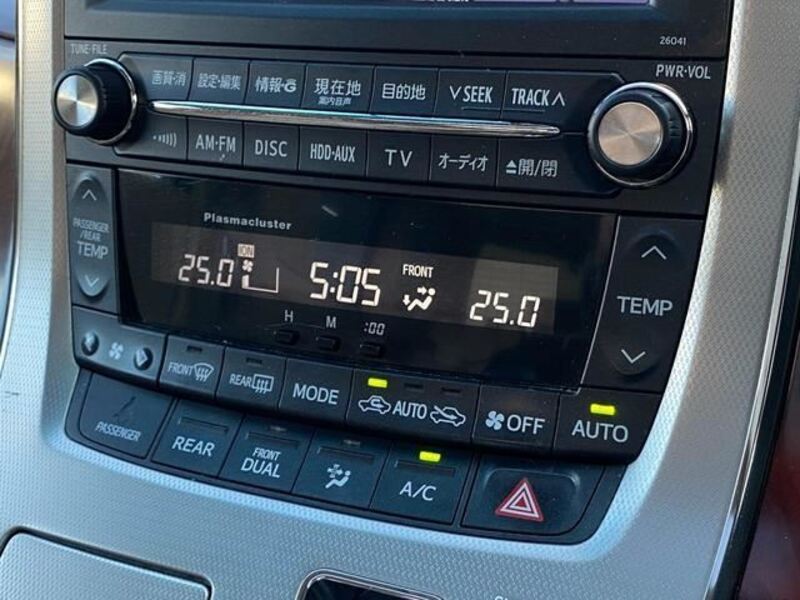 26041
TUNE·FILE
PWR·VOL
画質·消
設定·編集
情報·G
現在地
案内音声
目的地
∨ SEEK
TRACK ∧
AM·FM
DISC
HDD·AUX
TV
オーディオ
▲開/閉
Plasmacluster
PASSENGER
/REAR
TEMP
25.0
ION
5:05
FRONT
25.0
TEMP
H
M
:00
FRONT
REAR
MODE
AUTO
OFF
AUTO
PASSENGER
REAR
FRONT
DUAL
A/C